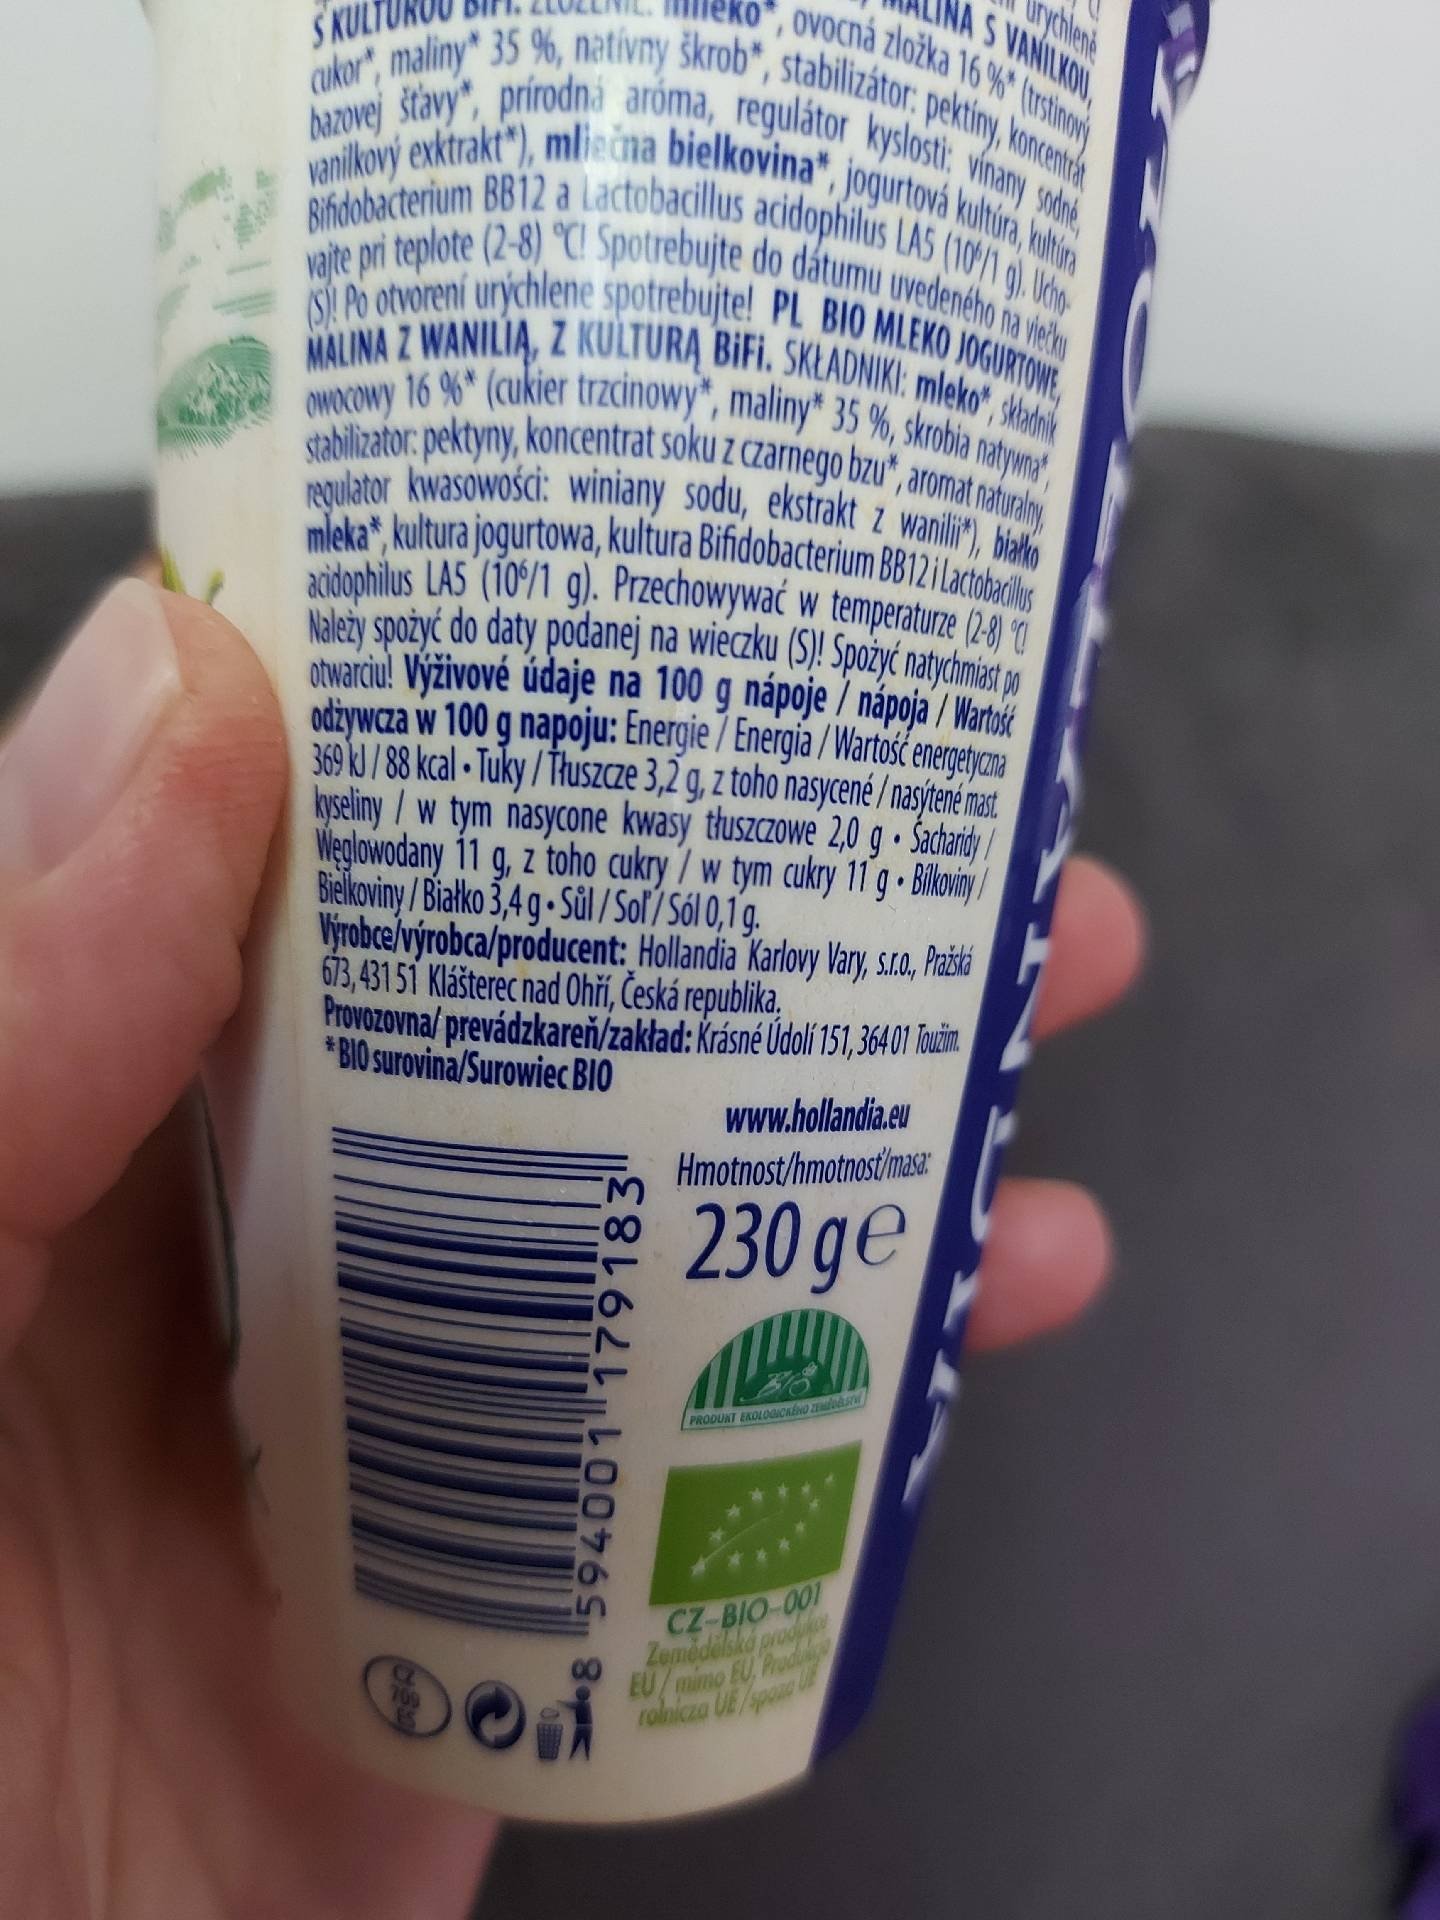 urýchlene
MALINA S VANILKOU,
S KULTÚROU BiFi. ZLOŽENIE: mlieko*, ovocná zložka 16 %* (trstinový
cukor*, maliny* 35 %, natívny škrob*, stabilizátor: pektíny, koncentrát
bazovej šťavy*, prírodná aróma, regulátor kyslosti: vínany sodné,
vanilkový exktrakt*), mliečna bielkovina*, jogurtová kultúra, kultúra
Bifidobacterium BB12 a Lactobacillus acidophilus LA5 (10⁶/1 g). Ucho-
vajte pri teplote (2-8) °C! Spotrebujte do dátumu uvedeného na viečku
(S)! Po otvorení urýchlene spotrebujte! PL BIO MLEKO JOGURTOWE,
MALINA Z WANILIĄ, Z KULTURĄ BiFi. SKŁADNIKI: mleko*, składnik
owocowy 16 %* (cukier trzcinowy*, maliny* 35 %, skrobia natywna*,
stabilizator: pektyny, koncentrat soku z czarnego bzu*, aromat naturalny,
regulator kwasowości: winiany sodu, ekstrakt z wanilii*), białko
mleka*, kultura jogurtowa, kultura Bifidobacterium BB12 i Lactobacillus
acidophilus LA5 (10⁶/1 g). Przechowywać w temperaturze (2-8) °C!
Należy spożyć do daty podanej na wieczku (S)! Spożyć natychmiast po
otwarciu! Výživové údaje na 100 g nápoje / nápoja / Wartość
odżywcza w 100 g napoju: Energie / Energia / Wartość energetyczna
369 kJ / 88 kcal • Tuky / Tłuszcze 3,2 g, z toho nasycené / nasýtené mast.
kyseliny / w tym nasycone kwasy tłuszczowe 2,0 g • Sacharidy /
Węglowodany 11 g, z toho cukry / w tym cukry 11 g • Bílkoviny /
Bielkoviny / Białko 3,4 g • Sůl / Soľ / Sól 0,1 g.
Výrobce/výrobca/producent: Hollandia Karlovy Vary, s.r.o., Pražská
673, 431 51 Klášterec nad Ohří, Česká republika.
Provozovna/ prevádzkareň/zakład: Krásné Údolí 151, 364 01 Toužim.
*BIO surovina/Surowiec BIO
www.hollandia.eu
Hmotnost/hmotnosť/masa:
230 g e
8 594001 179183
BIO
PRODUKT EKOLOGICKÉHO ZEMĚDĚLSTVÍ
CZ-BIO-001
Zemědělská produkce
EU / mimo EU, Produkcja
rolnicza UE / spoza UE
CZ
709
HOLLANDIA